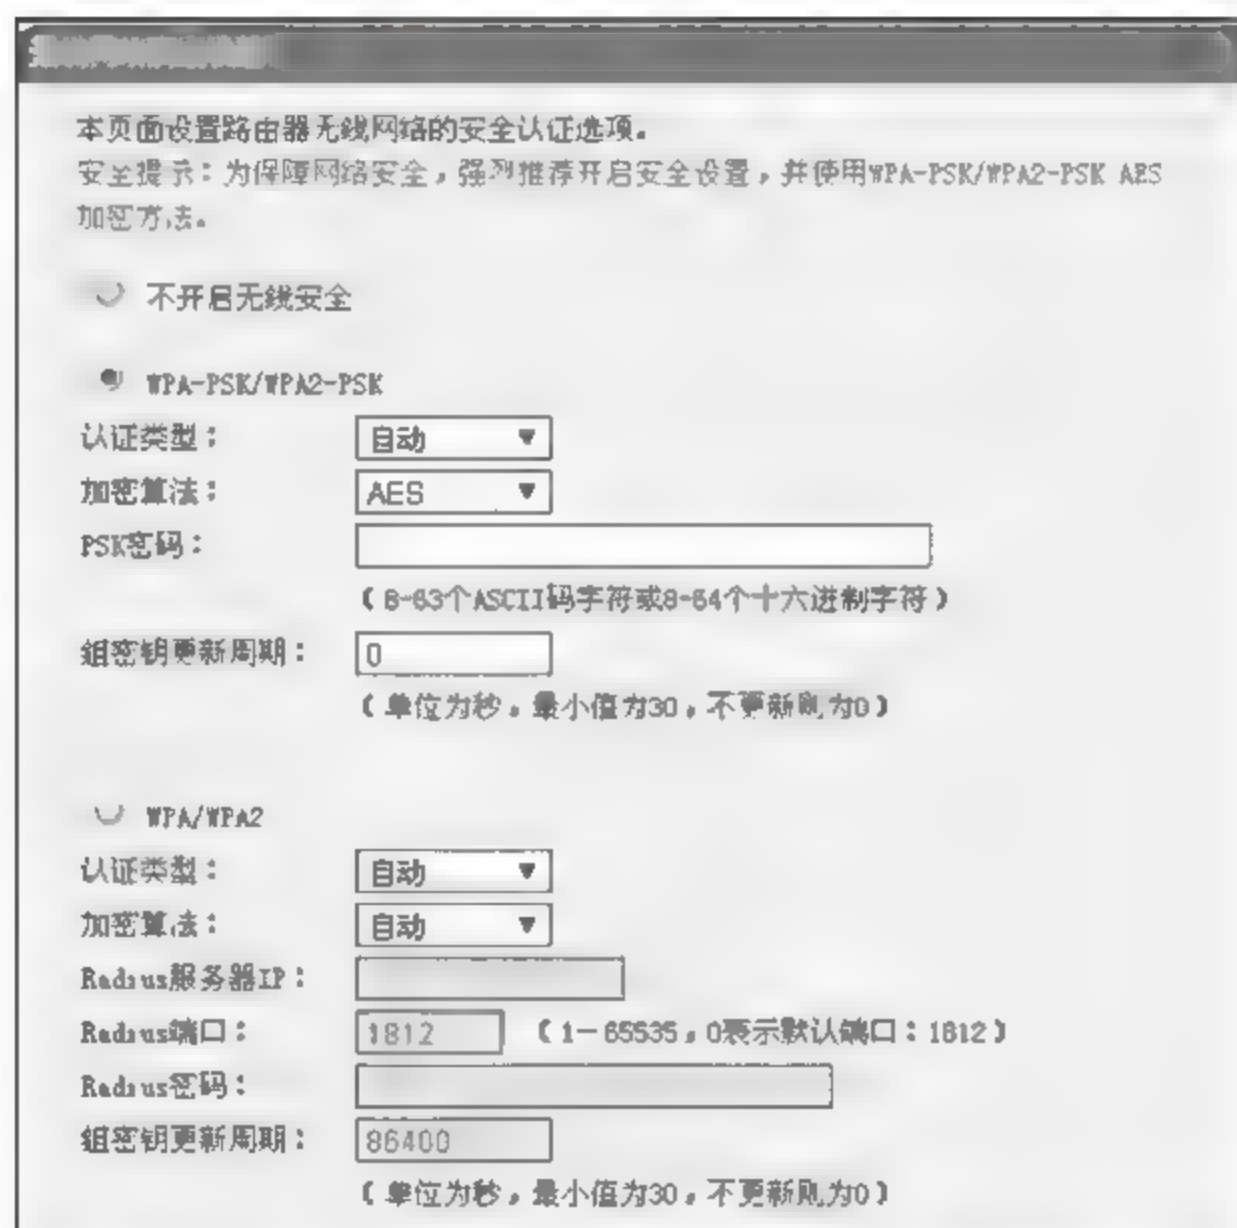 本页面设置路由器无线网络的安全认证选项。
安全提示：为保障网络安全，强烈推荐开启安全设置，并使用WPA-PSK/WPA2-PSK AES
加密方法。
不开启无线安全
WPA-PSK/WPA2-PSK
认证类型： 自动
加密算法： AES
PSK密码：
（8-63个ASCII码字符或8-64个十六进制字符）
组密钥更新周期： 0
（单位为秒，最小值为30，不更新则为0）
WPA/WPA2
认证类型： 自动
加密算法： 自动
Radius服务器IP：
Radius端口： 1812 （1-65535，0表示默认端口：1812）
Radius密码：
组密钥更新周期： 86400
（单位为秒，最小值为30，不更新则为0）